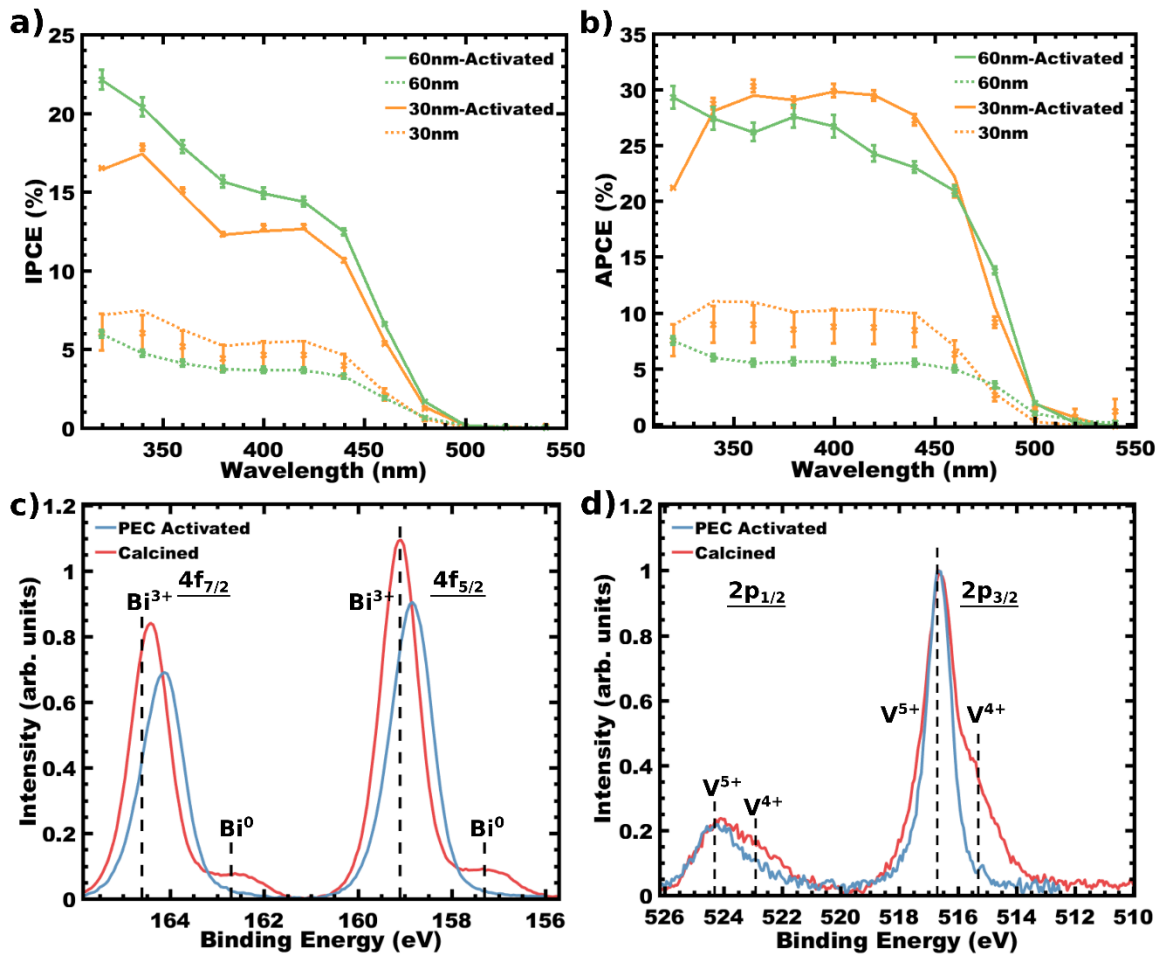 a)
25
20
15
10
5
0
IPCE (%)
60nm-Activated
60nm
30nm-Activated
30nm
350 400 450 500 550
Wavelength (nm)
b)
35
30
25
20
15
10
5
0
APCE (%)
60nm-Activated
60nm
30nm-Activated
30nm
350 400 450 500 550
Wavelength (nm)
c)
1.2
1
0.8
0.6
0.4
0.2
0
Intensity (arb. units)
PEC Activated
Calcined
Bi³⁺ 4f₇/₂
Bi³⁺ 4f₅/₂
Bi⁰
Bi⁰
164 162 160 158 156
Binding Energy (eV)
d)
1.2
1
0.8
0.6
0.4
0.2
0
Intensity (arb. units)
PEC Activated
Calcined
2p₁/₂
2p₃/₂
V⁵⁺
V⁴⁺
V⁵⁺
V⁴⁺
526 524 522 520 518 516 514 512 510
Binding Energy (eV)